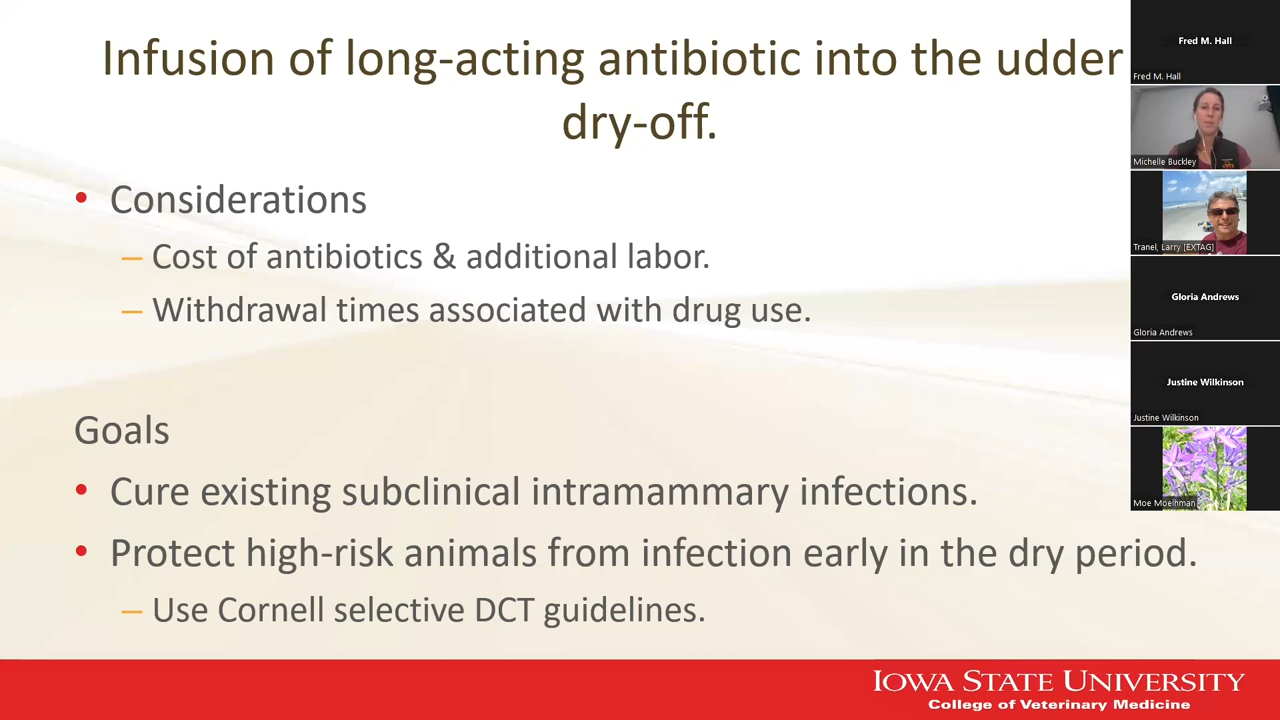 Infusion of long-acting antibiotic into the udder
dry-off.
• Considerations
– Cost of antibiotics & additional labor.
– Withdrawal times associated with drug use.
Goals
• Cure existing subclinical intramammary infections.
• Protect high-risk animals from infection early in the dry period.
– Use Cornell selective DCT guidelines.
IOWA STATE UNIVERSITY
College of Veterinary Medicine
Fred M. Hall
Fred M. Hall
Michelle Buckley
Tranel, Larry [EXTAG]
Gloria Andrews
Gloria Andrews
Justine Wilkinson
Justine Wilkinson
Moe Moelhman